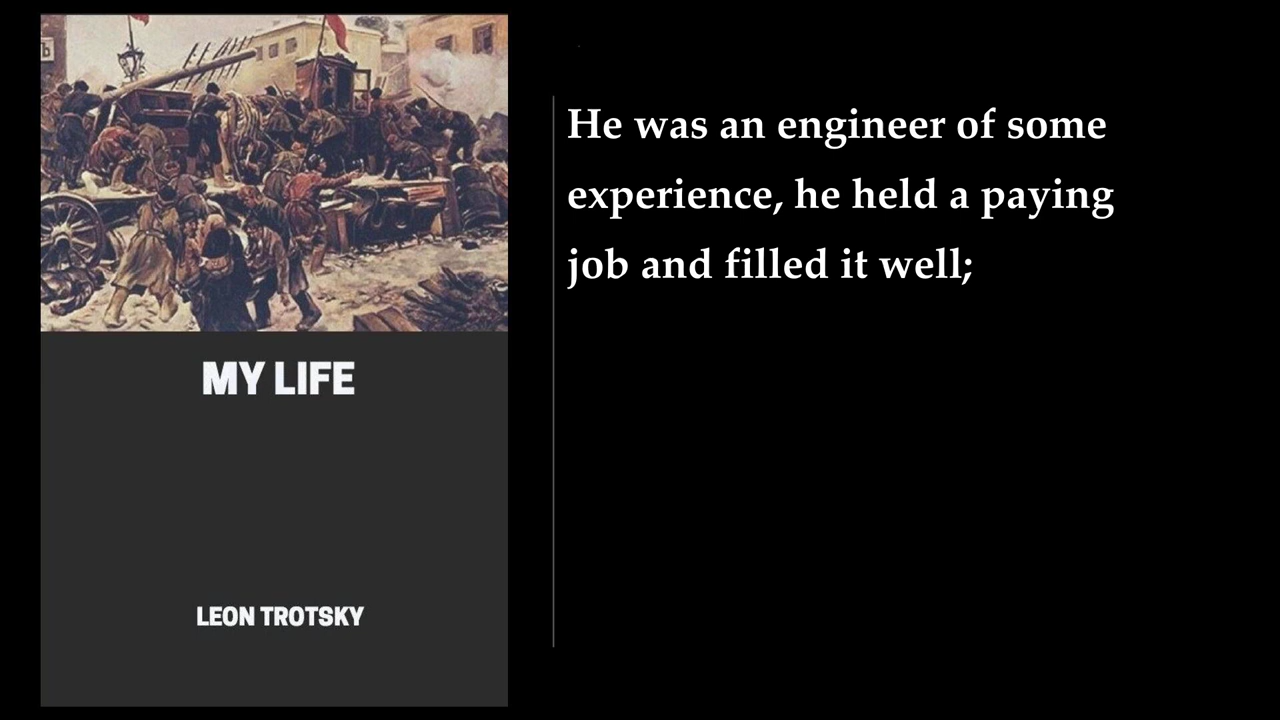 MY LIFE
LEON TROTSKY
He was an engineer of some
experience, he held a paying
job and filled it well;